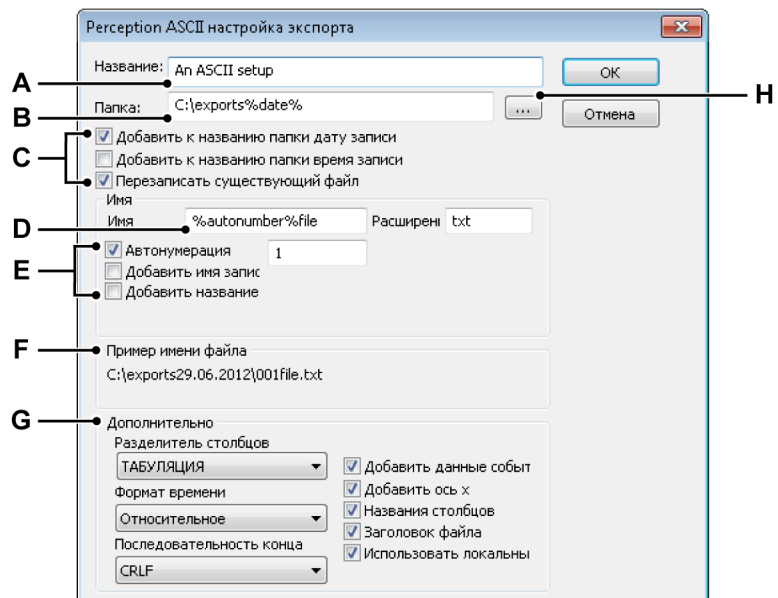 Perception ASCII настройка экспорта
A Название: An ASCII setup OK
B Папка: C:\exports%date% ... H
Отмена
C Добавить к названию папки дату записи
Добавить к названию папки время записи
Перезаписать существующий файл
Имя
D Имя %autonumber%file Расширені txt
E Автонумерация 1
Добавить имя запис
Добавить название
F Пример имени файла
C:\exports29.06.2012\001file.txt
G Дополнительно
Разделитель столбцов
ТАБУЛЯЦИЯ Добавить данные событ
Формат времени Добавить ось x
Относительное Названия столбцов
Последовательность конца Заголовок файла
CRLF Использовать локальны